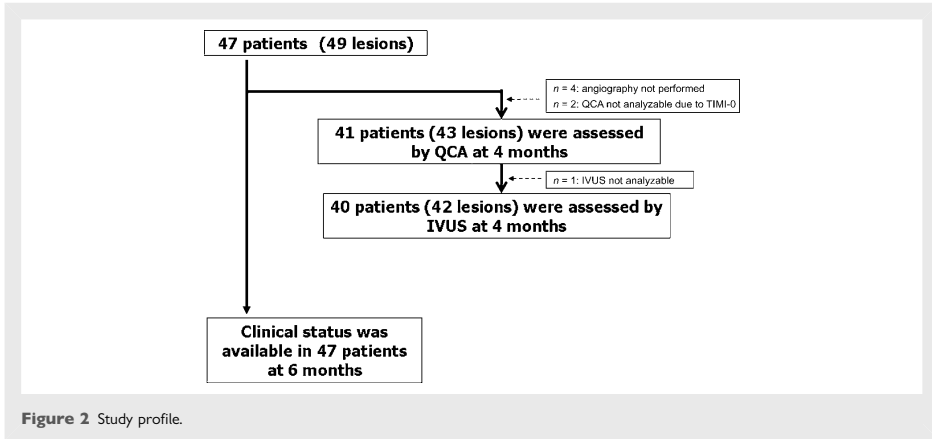 47 patients (49 lesions)
n = 4: angiography not performed
n = 2: QCA not analyzable due to TIMI-0
41 patients (43 lesions) were assessed
by QCA at 4 months
n = 1: IVUS not analyzable
40 patients (42 lesions) were assessed by
IVUS at 4 months
Clinical status was
available in 47 patients
at 6 months
Figure 2 Study profile.